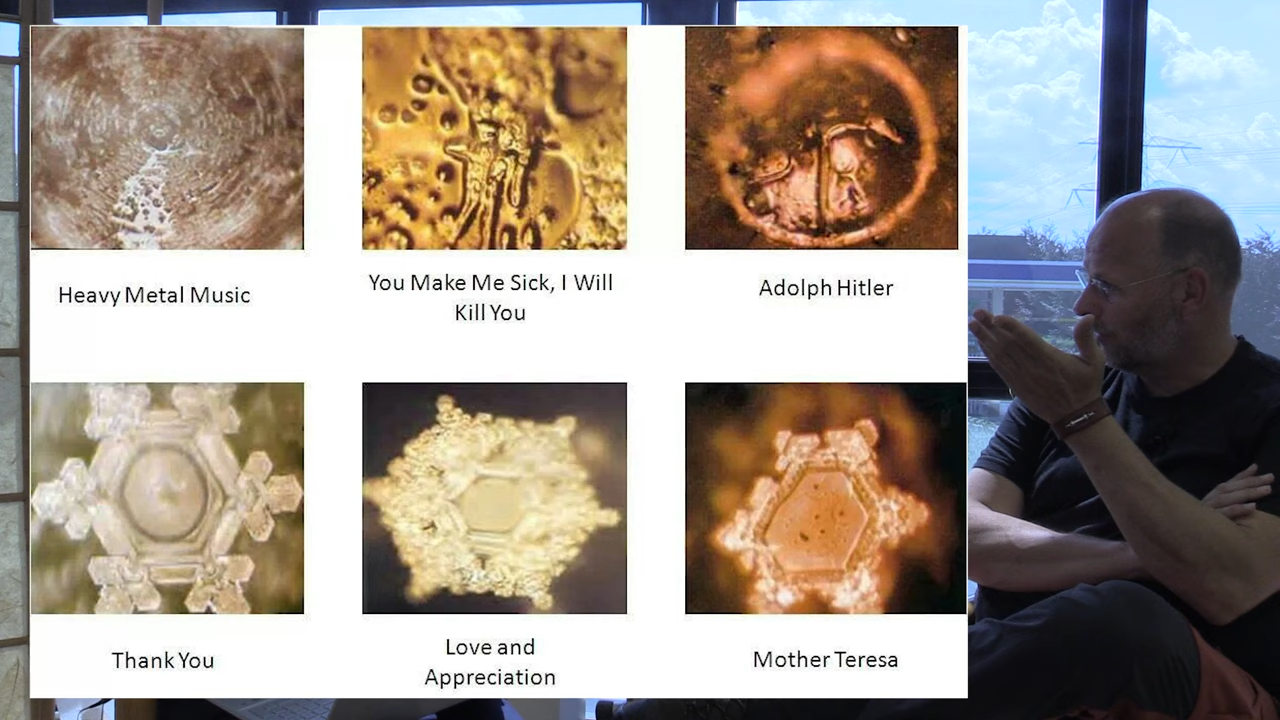 Heavy Metal Music
You Make Me Sick, I Will
Kill You
Adolph Hitler
Thank You
Love and
Appreciation
Mother Teresa